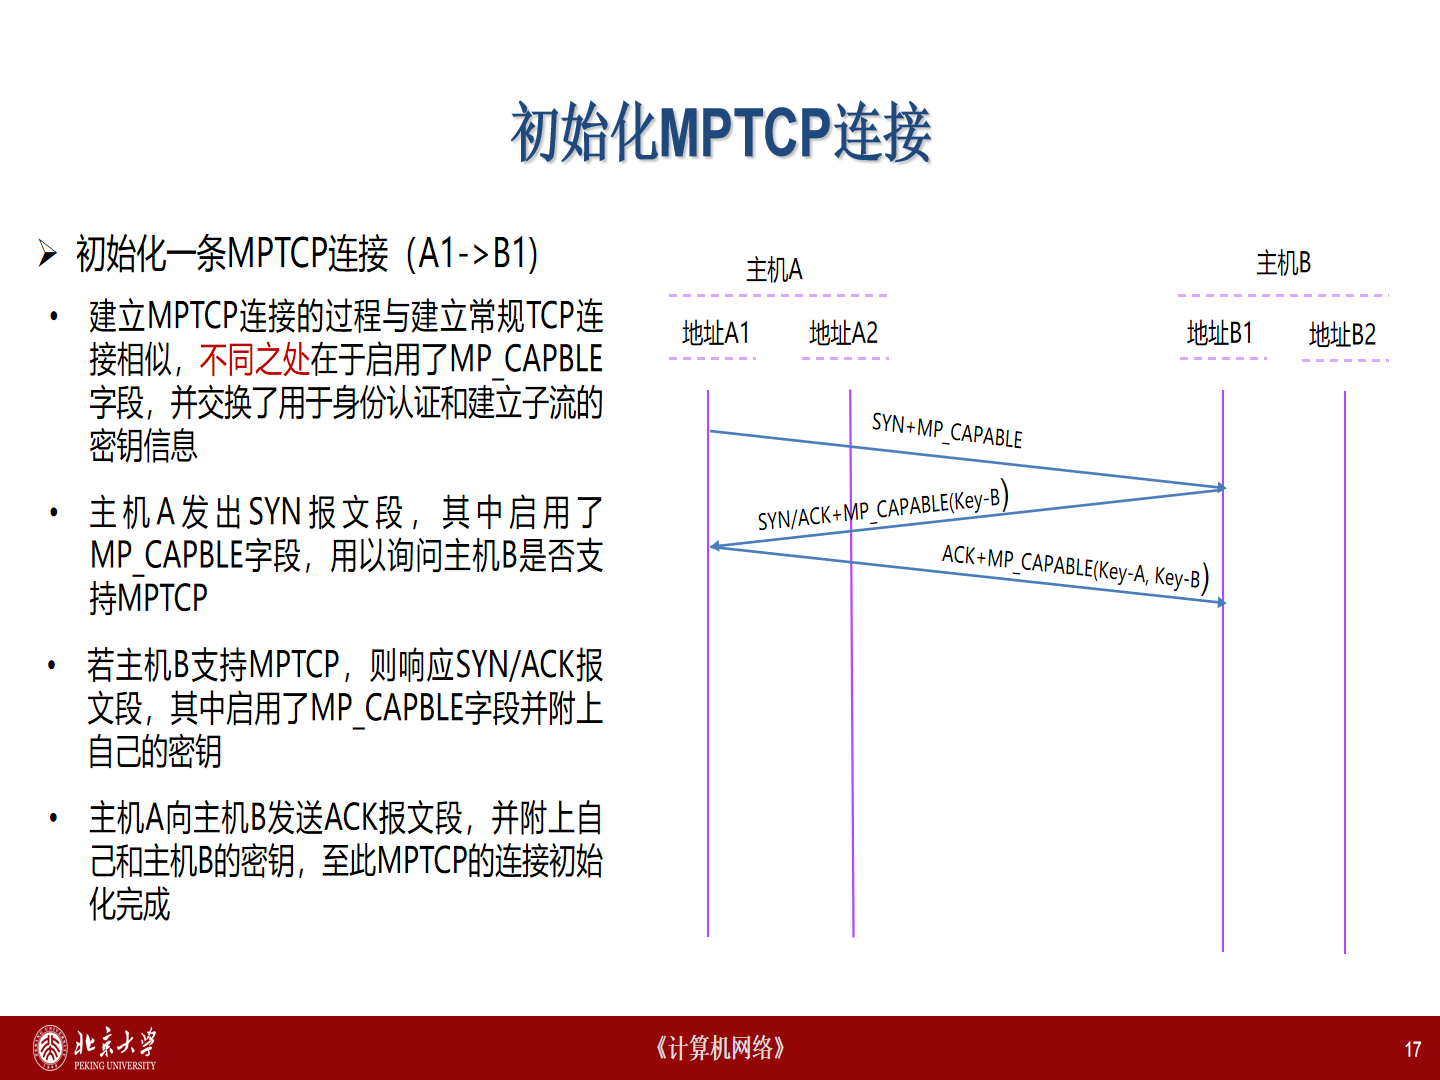 初始化MPTCP连接
➢ 初始化一条MPTCP连接（A1->B1）
• 建立MPTCP连接的过程与建立常规TCP连
接相似，不同之处在于启用了MP_CAPBLE
字段，并交换了用于身份认证和建立子流的
密钥信息
• 主机A发出SYN报文段，其中启用了
MP_CAPBLE字段，用以询问主机B是否支
持MPTCP
• 若主机B支持MPTCP，则响应SYN/ACK报
文段，其中启用了MP_CAPBLE字段并附上
自己的密钥
• 主机A向主机B发送ACK报文段，并附上自
己和主机B的密钥，至此MPTCP的连接初始
化完成
主机A
主机B
地址A1
地址A2
地址B1
地址B2
SYN+MP_CAPABLE
SYN/ACK+MP_CAPABLE(Key-B)
ACK+MP_CAPABLE(Key-A, Key-B)
北京大学
PEKING UNIVERSITY
《计算机网络》
17